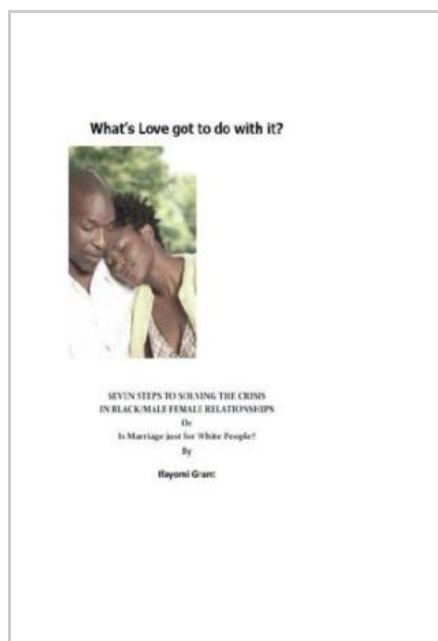 What's Love got to do with it?
SEVEN STEPS TO SOLVING THE CRISIS
IN BLACK/MALE FEMALE RELATIONSHIPS
Or
Is Marriage just for White People?
By
Ifayomi Grant